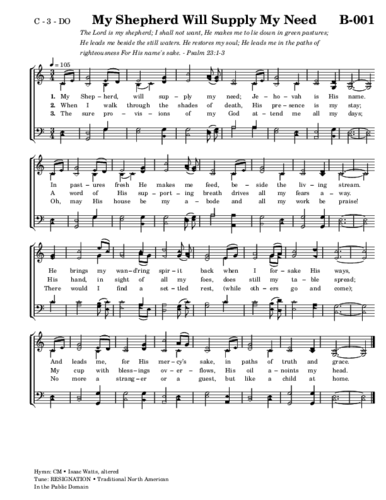 C - 3 - DO My Shepherd Will Supply My Need B-001
The Lord is my shepherd; I shall not want, He makes me to lie down in green pastures;
He leads me beside the still waters. He restores my soul; He leads me in the paths of
righteousness For His name's sake. - Psalm 23:1-3
♩ = 105
1. My Shep-herd, will sup-ply my need; Je-ho-vah is His name.
2. When I walk through the shades of death, His pre-sence is my stay;
3. The sure pro-vis-ions of my God at-tend me all my days;
In past-ures fresh He makes me feed, be-side the liv-ing stream.
A word of His sup-port-ing breath drives all my fears a-way.
Oh, may His house be my a-bode and all my work be praise!
He brings my wan-d'ring spir-it back when I for-sake His ways,
His hand, in sight of all my foes, does still my ta-ble spread;
There would I find a set-tled rest, (while oth-ers go and come);
And leads me, for His mer-cy's sake, in paths of truth and grace.
My cup with bless-ings ov-er-flows, His oil a-noints my head.
No more a strang-er or a guest, but like a child at home.
Hymn: CM • Isaac Watts, altered
Tune: RESIGNATION • Traditional North American
In the Public Domain